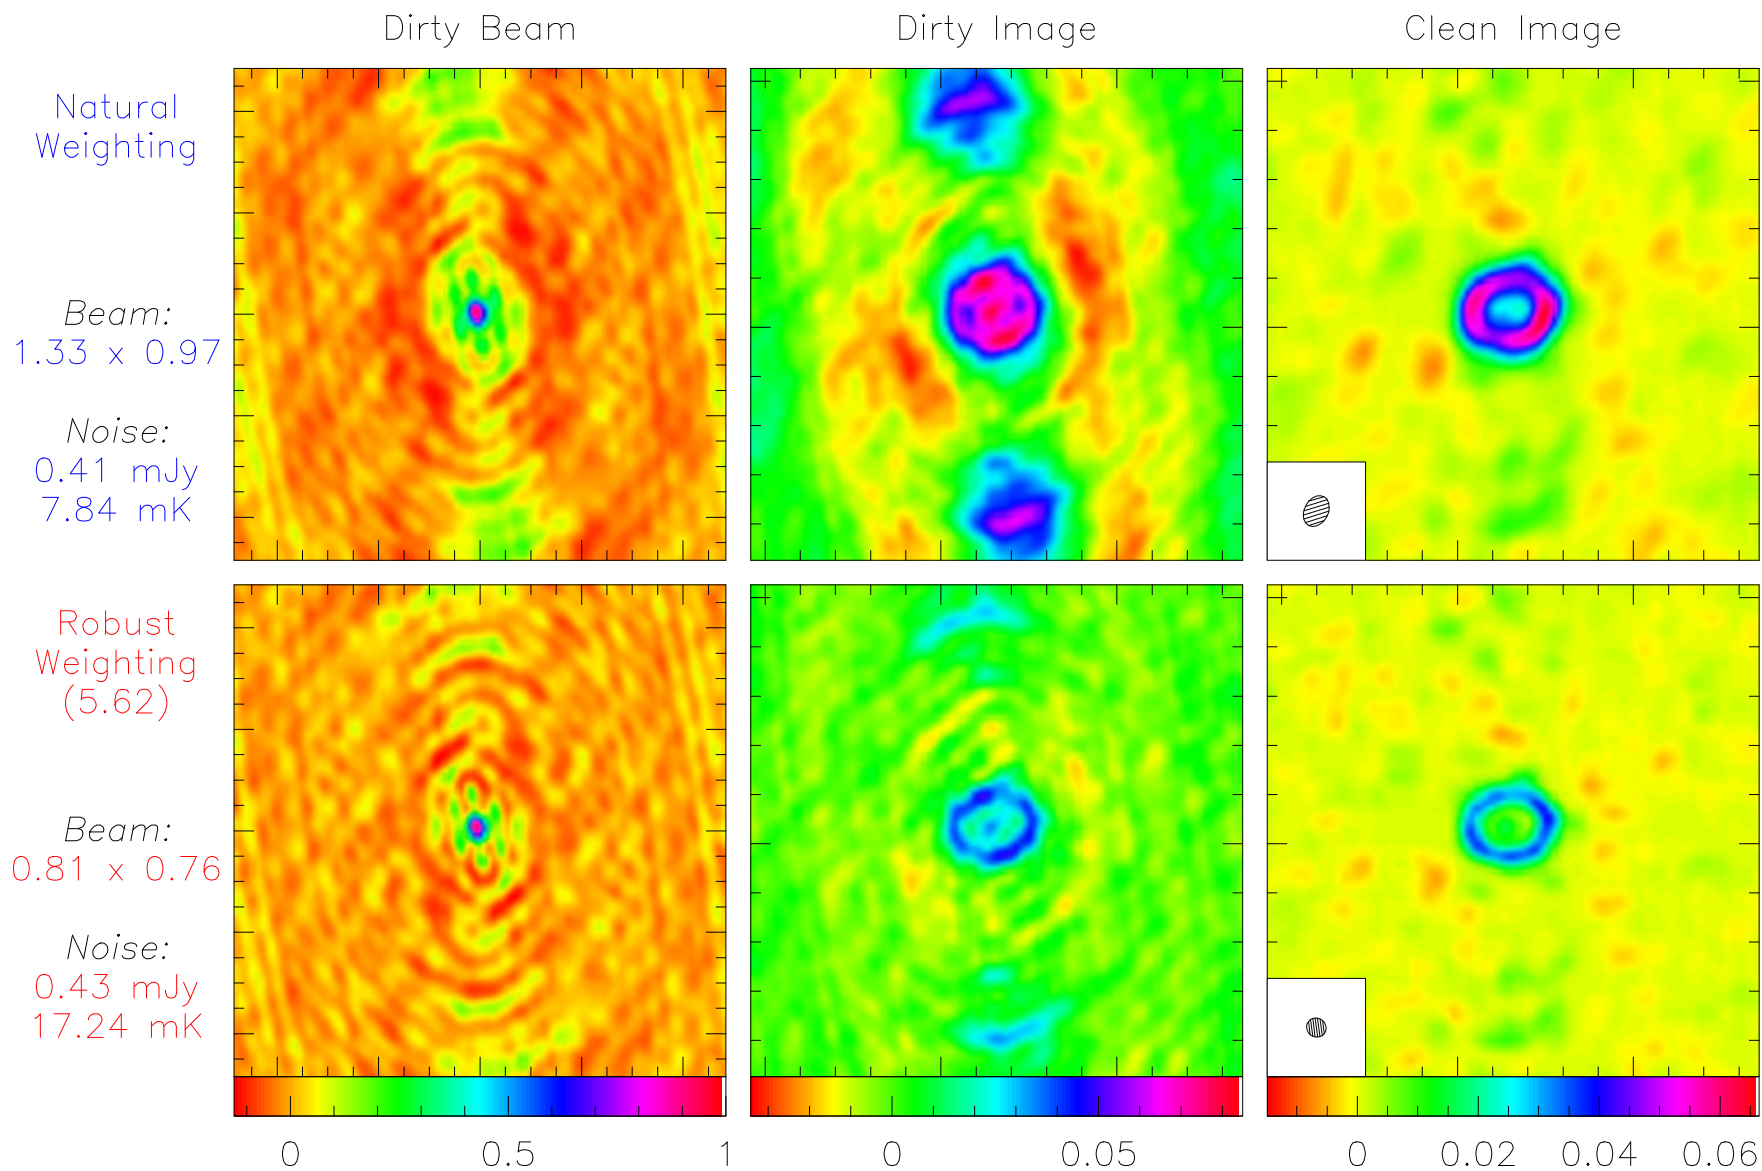 Dirty Beam
Dirty Image
Clean Image
Natural
Weighting
Beam:
1.33 x 0.97
Noise:
0.41 mJy
7.84 mK
Robust
Weighting
(5.62)
Beam:
0.81 x 0.76
Noise:
0.43 mJy
17.24 mK
0 0.5 1
0 0.05
0 0.02 0.04 0.06